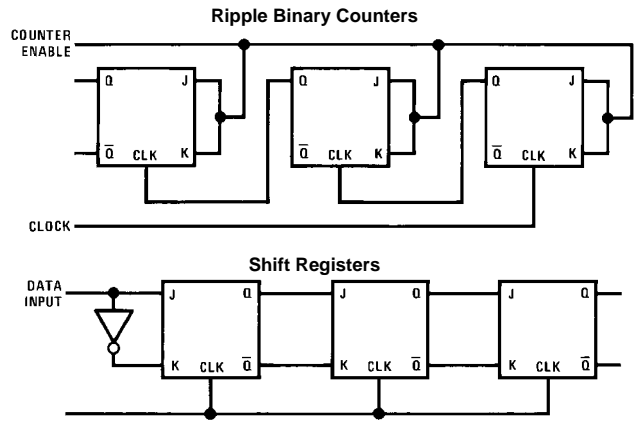 Ripple Binary Counters
COUNTER
ENABLE
Q J Q J Q J
Q̅ CLK K Q̅ CLK K Q̅ CLK K
CLOCK
Shift Registers
DATA
INPUT
J Q J Q J Q
K CLK Q̅ K CLK Q̅ K CLK Q̅